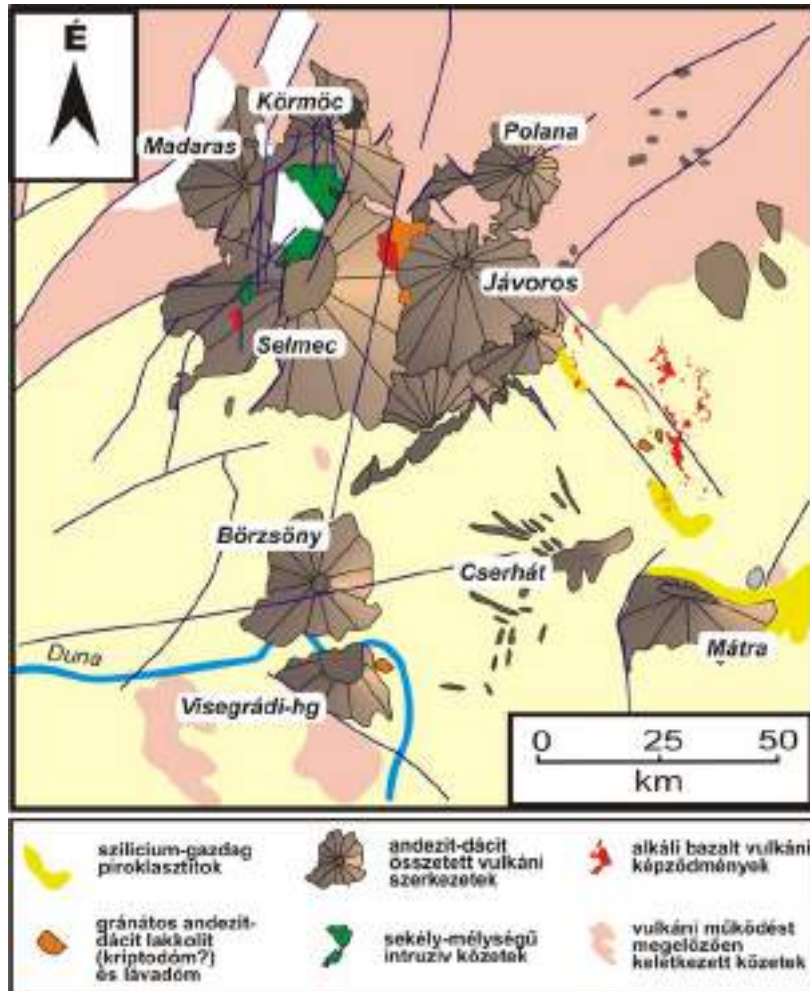 É
Körmöc
Madaras
Polana
Jávoros
Selmec
Börzsöny
Cserhát
Duna
Mátra
Visegrádi-hg
0 25 50
km
szilicium-gazdag
piroklasztitok
andezit-dácit
összetett vulkáni
szerkezetek
alkáli bazalt vulkáni
képződmények
gránátos andezit-
dácit lakkolit
(kriptodóm?)
és lávadóm
sekély-mélységű
intruzív kőzetek
vulkáni működést
megelőzően
keletkezett kőzetek